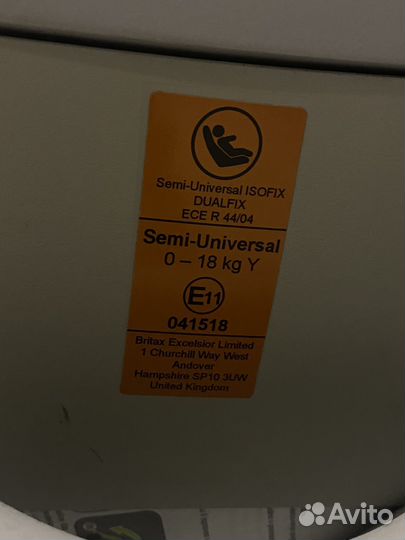 Semi-Universal ISOFIX
DUALFIX
ECE R 44/04
Semi-Universal
0 – 18 kg Y
E11
041518
Britax Excelsior Limited
1 Churchill Way West
Andover
Hampshire SP10 3UW
United Kingdom
Avito